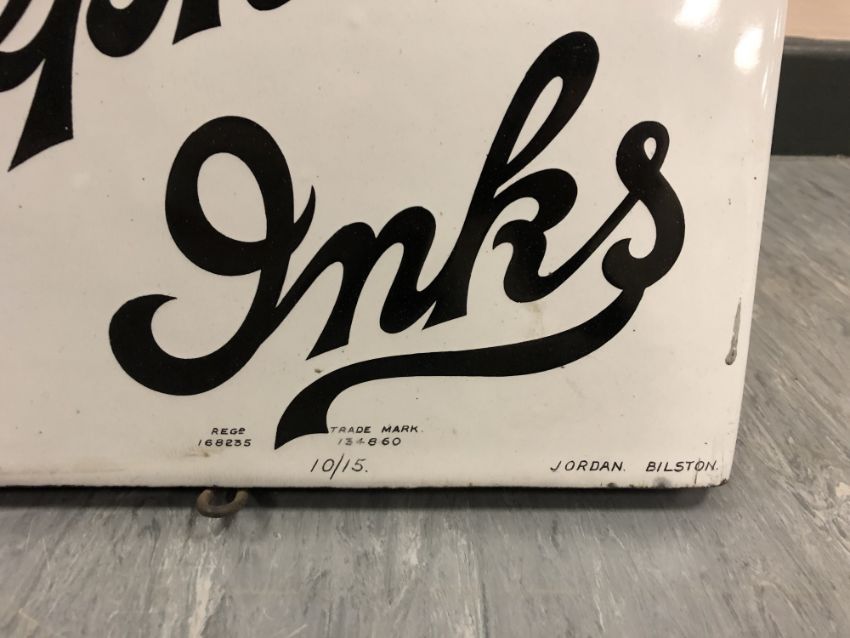 Inks
REGD TRADE MARK.
168235 134860
10/15.
JORDAN. BILSTON.